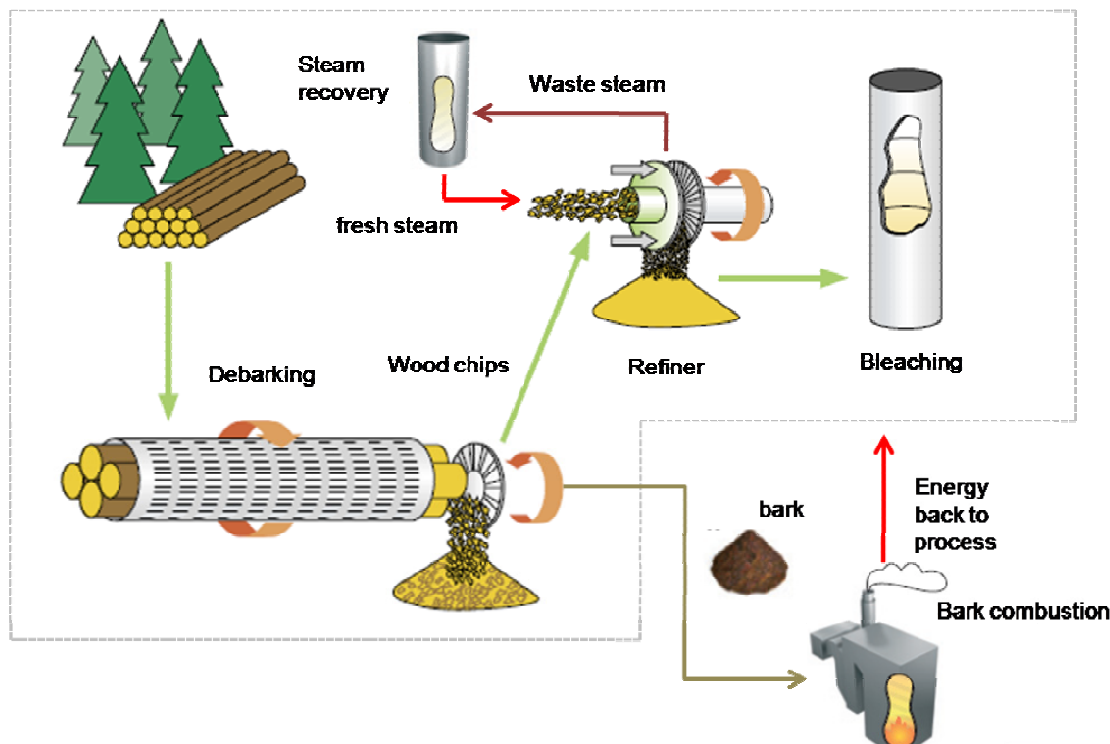 Steam
recovery
Waste steam
fresh steam
Debarking
Wood chips
Refiner
Bleaching
bark
Energy
back to
process
Bark combustion